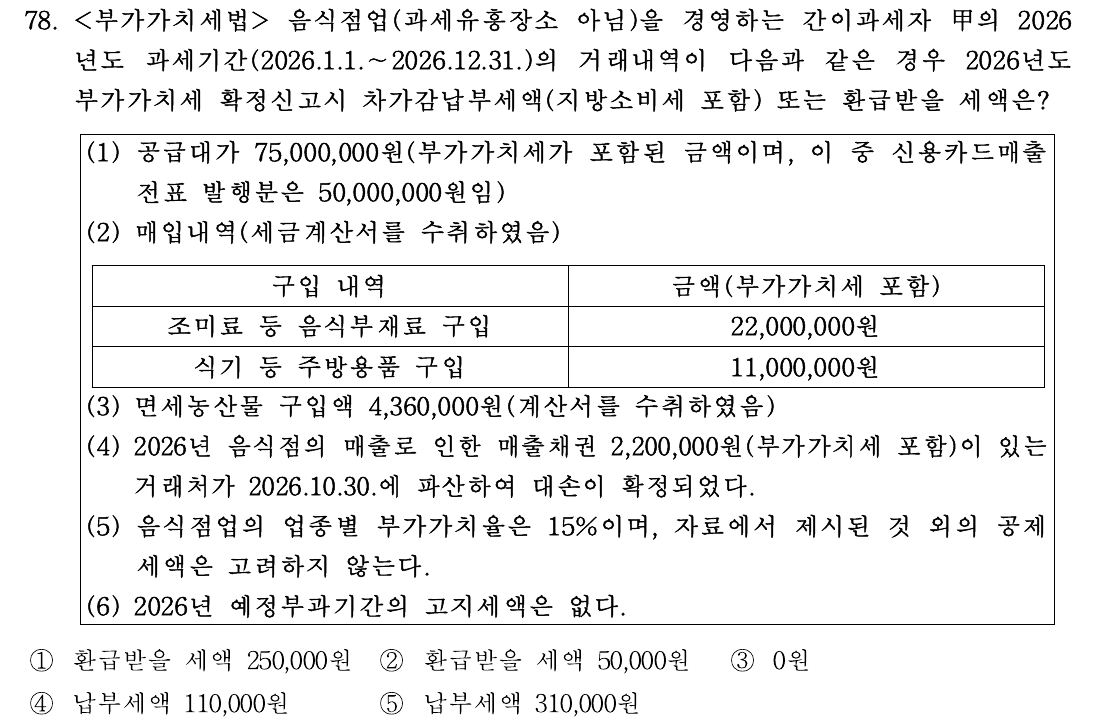 78. <부가가치세법> 음식점업(과세유흥장소 아님)을 경영하는 간이과세자 甲의 2026
년도 과세기간(2026.1.1.～2026.12.31.)의 거래내역이 다음과 같은 경우 2026년도
부가가치세 확정신고시 차가감납부세액(지방소비세 포함) 또는 환급받을 세액은?
(1) 공급대가 75,000,000원(부가가치세가 포함된 금액이며, 이 중 신용카드매출
전표 발행분은 50,000,000원임)
(2) 매입내역(세금계산서를 수취하였음)
구입 내역 금액(부가가치세 포함)
조미료 등 음식부재료 구입 22,000,000원
식기 등 주방용품 구입 11,000,000원
(3) 면세농산물 구입액 4,360,000원(계산서를 수취하였음)
(4) 2026년 음식점의 매출로 인한 매출채권 2,200,000원(부가가치세 포함)이 있는
거래처가 2026.10.30.에 파산하여 대손이 확정되었다.
(5) 음식점업의 업종별 부가가치율은 15%이며, 자료에서 제시된 것 외의 공제
세액은 고려하지 않는다.
(6) 2026년 예정부과기간의 고지세액은 없다.
① 환급받을 세액 250,000원 ② 환급받을 세액 50,000원 ③ 0원
④ 납부세액 110,000원 ⑤ 납부세액 310,000원